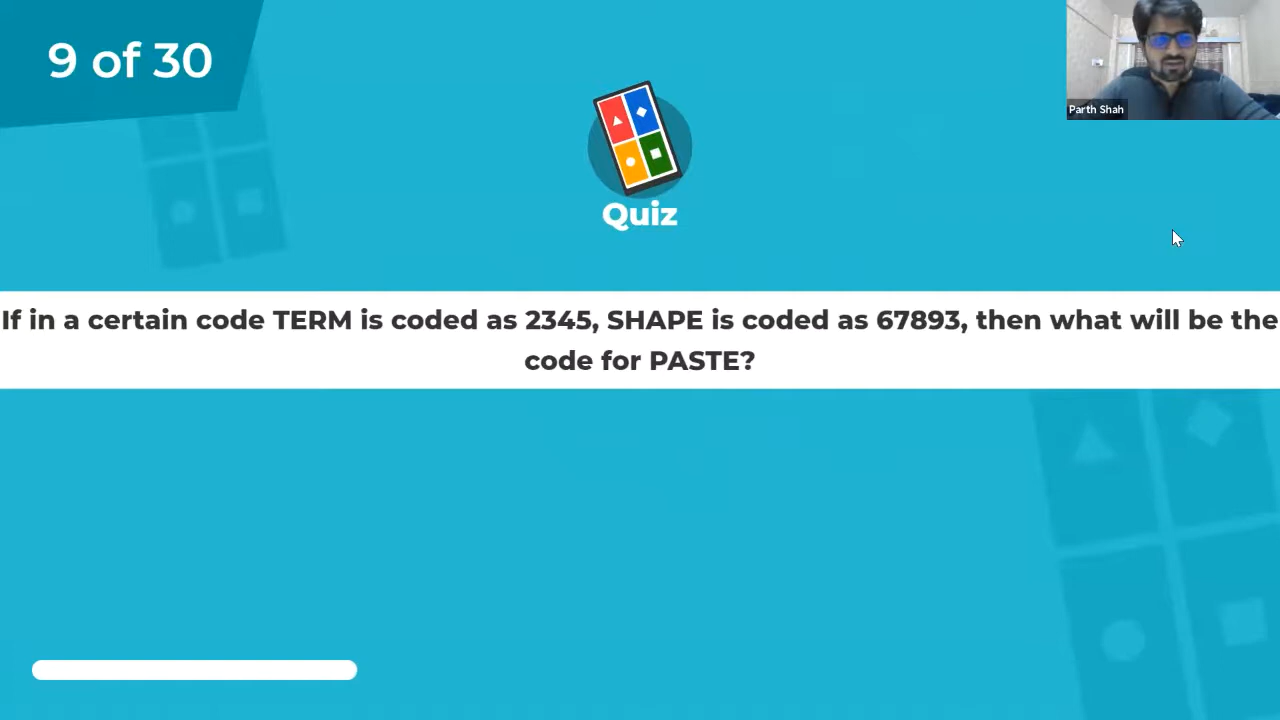 9 of 30
Parth Shah
Quiz
If in a certain code TERM is coded as 2345, SHAPE is coded as 67893, then what will be the
code for PASTE?